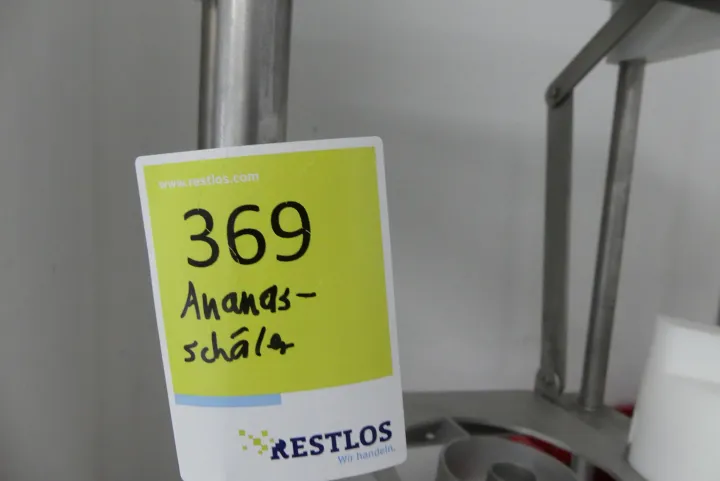 www.restlos.com
369
Ananas-
schäler
RESTLOS
Wir handeln.